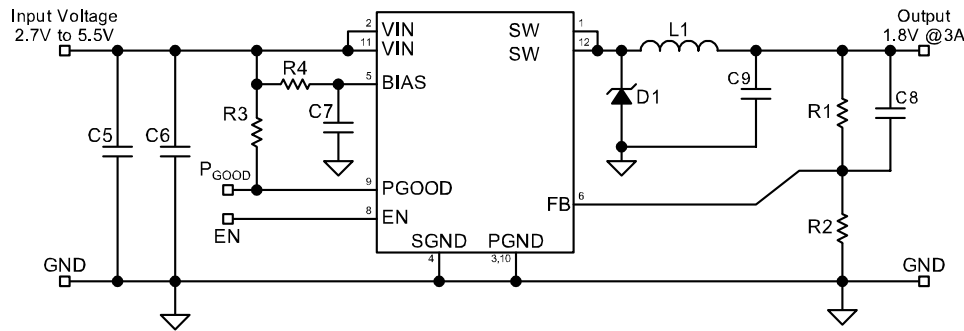 Input Voltage
2.7V to 5.5V
Output
1.8V @3A
2
VIN
11
VIN
SW
1
SW
12
L1
R4
5
BIAS
C9
C8
D1
R1
R3
C7
C5
C6
PGOOD
9
PGOOD
FB
6
8
EN
EN
R2
SGND
PGND
4
3,10
GND
GND